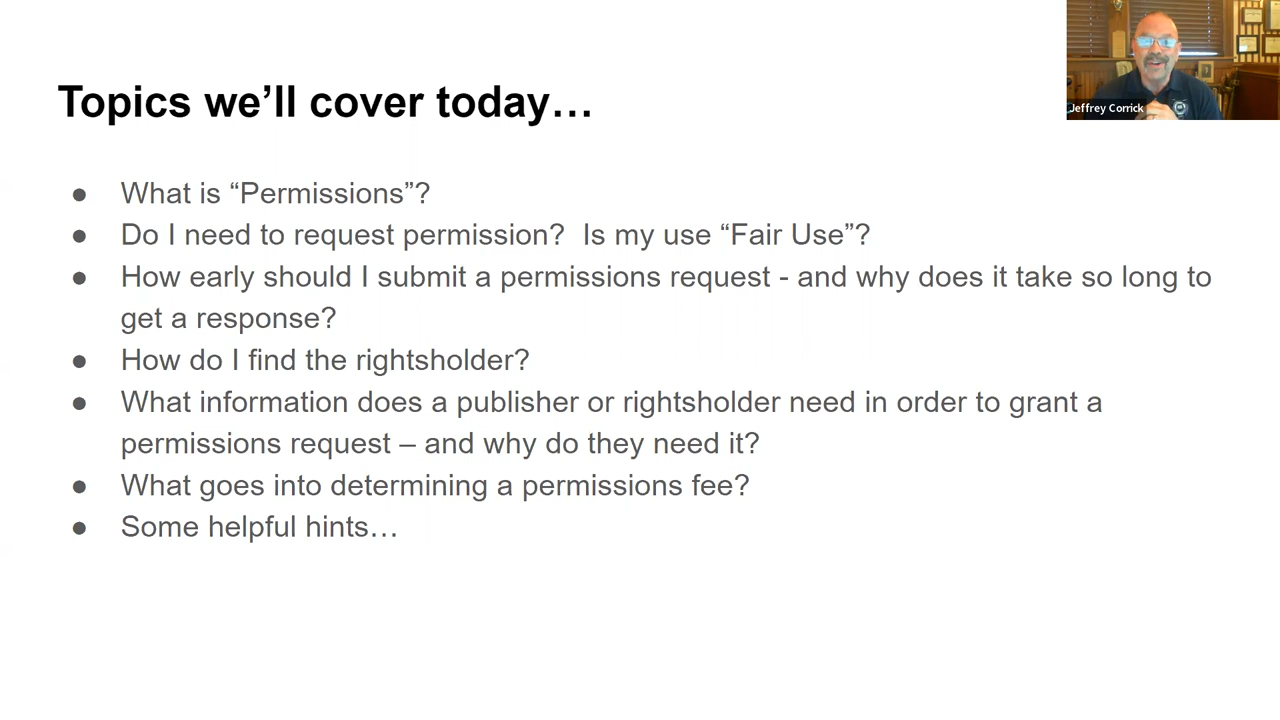 Topics we’ll cover today…
Jeffrey Corrick
● What is “Permissions”?
● Do I need to request permission?  Is my use “Fair Use”?
● How early should I submit a permissions request - and why does it take so long to
get a response?
● How do I find the rightsholder?
● What information does a publisher or rightsholder need in order to grant a
permissions request – and why do they need it?
● What goes into determining a permissions fee?
● Some helpful hints…